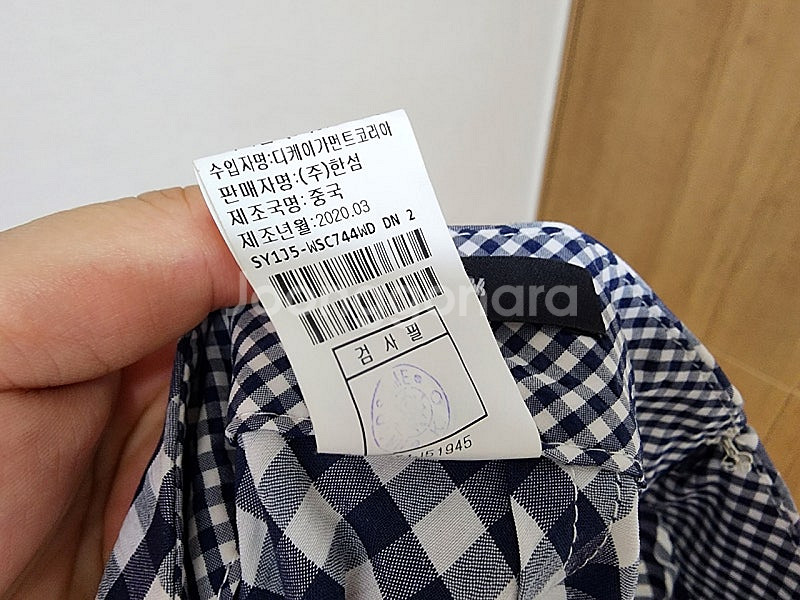 수입자명:디케이가먼트코리아
판매자명:(주)한섬
제조국명:중국
제조년월:2020.03
SY1J5-WSC744WD DN 2
검사필
J51945